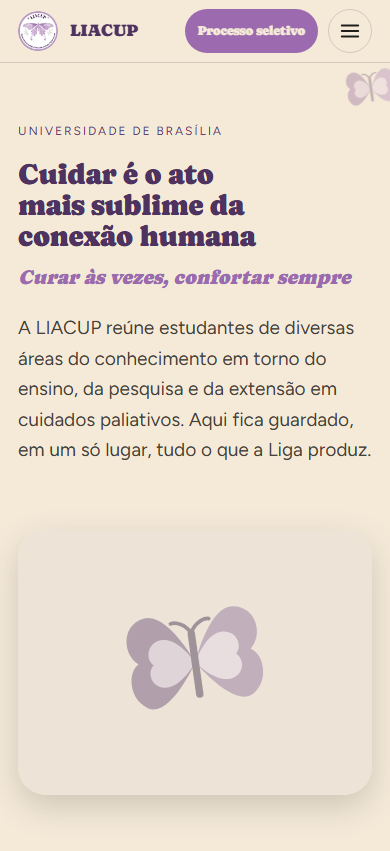 LIACUP
LIACUP
Processo seletivo
UNIVERSIDADE DE BRASÍLIA
Cuidar é o ato
mais sublime da
conexão humana
Curar às vezes, confortar sempre
A LIACUP reúne estudantes de diversas
áreas do conhecimento em torno do
ensino, da pesquisa e da extensão em
cuidados paliativos. Aqui fica guardado,
em um só lugar, tudo o que a Liga produz.